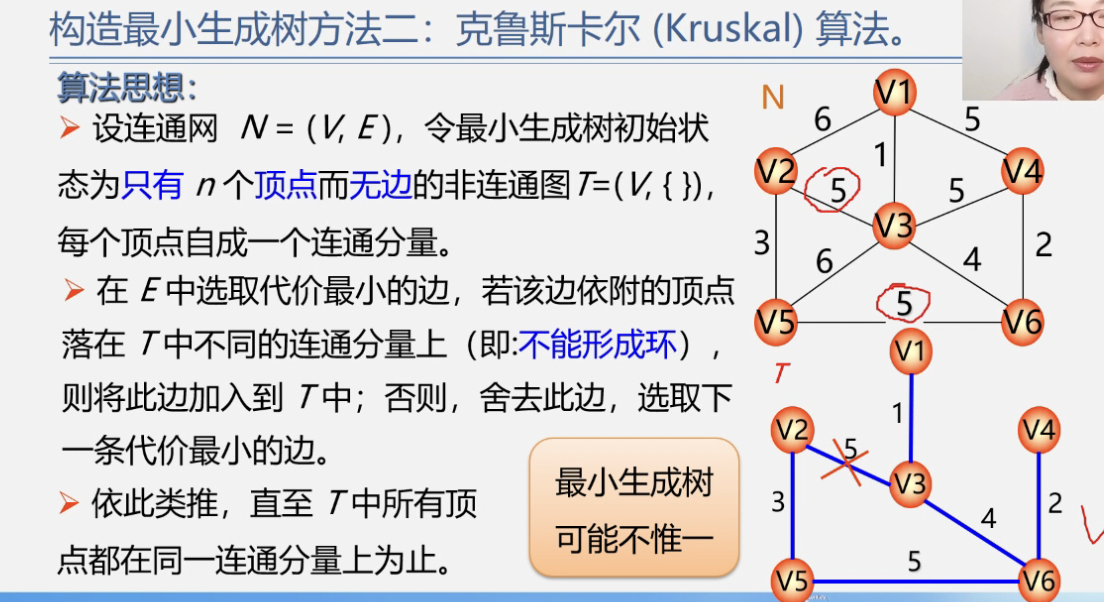 构造最小生成树方法二：克鲁斯卡尔 (Kruskal) 算法。
算法思想：
➤ 设连通网 N = (V, E )，令最小生成树初始状
态为只有 n 个顶点而无边的非连通图T=(V, { })，
每个顶点自成一个连通分量。
➤ 在 E 中选取代价最小的边，若该边依附的顶点
落在 T 中不同的连通分量上（即:不能形成环），
则将此边加入到 T 中；否则，舍去此边，选取下
一条代价最小的边。
➤ 依此类推，直至 T 中所有顶
点都在同一连通分量上为止。
最小生成树
可能不惟一
N
V1
6
5
1
V2
5
5
V4
V3
3
6
4
2
5
V5
V6
T
V1
1
V2
5
V4
V3
3
4
2
5
V5
V6